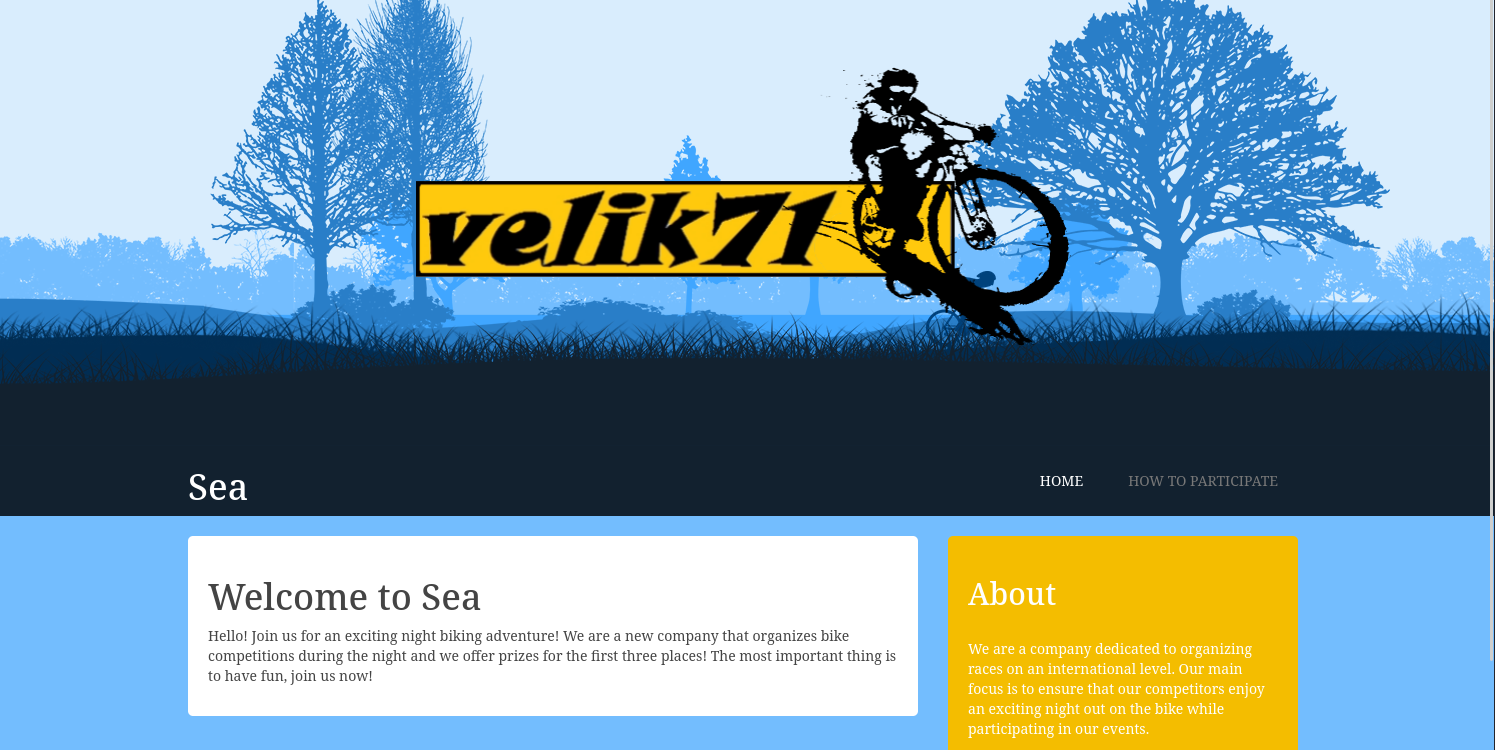 velik71
Sea
HOME
HOW TO PARTICIPATE
Welcome to Sea
Hello! Join us for an exciting night biking adventure! We are a new company that organizes bike
competitions during the night and we offer prizes for the first three places! The most important thing is
to have fun, join us now!
About
We are a company dedicated to organizing
races on an international level. Our main
focus is to ensure that our competitors enjoy
an exciting night out on the bike while
participating in our events.